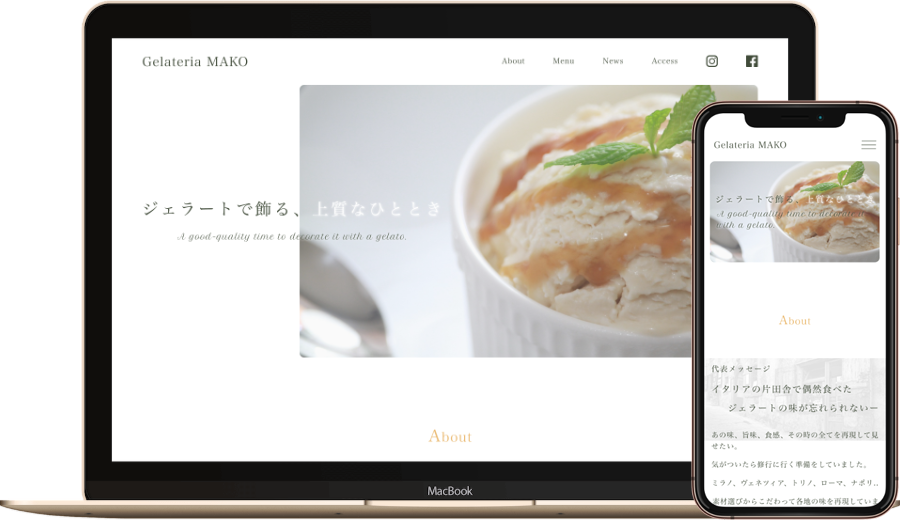 Gelateria MAKO
About Menu News Access
ジェラートで飾る、上質なひととき
A good-quality time to decorate it with a gelato.
About
MacBook
Gelateria MAKO
ジェラートで飾る、上質なひととき
A good-quality time to decorate it
with a gelato.
About
代表メッセージ
イタリアの片田舎で偶然食べた
ジェラートの味が忘れられないー
あの味、旨味、食感、その時の全てを再現して見
せたい。
気がついたら修行に行く準備をしていました。
ミラノ、ヴェネツィア、トリノ、ローマ、ナポリ..
素材選びからこだわって各地の味を再現していま